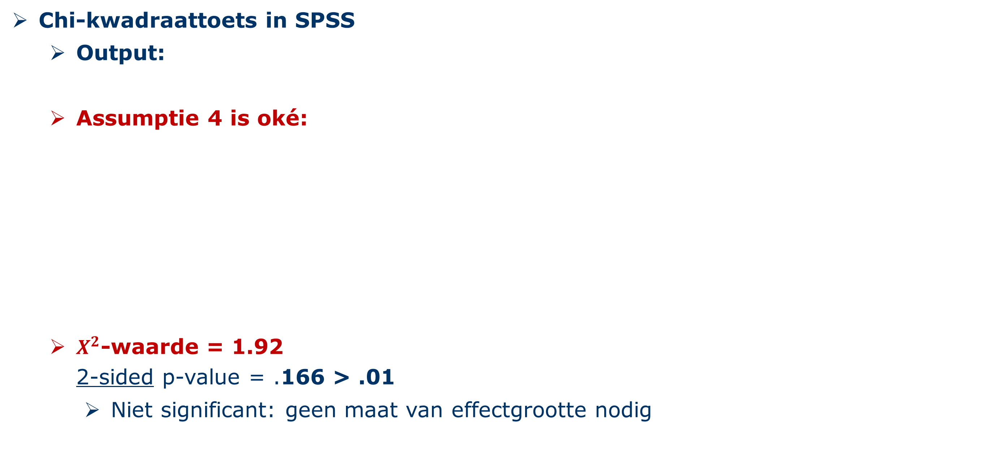 ➢ Chi-kwadraattoets in SPSS
➢ Output:
➢ Assumptie 4 is oké:
➢ X²-waarde = 1.92
2-sided p-value = .166 > .01
➢ Niet significant: geen maat van effectgrootte nodig